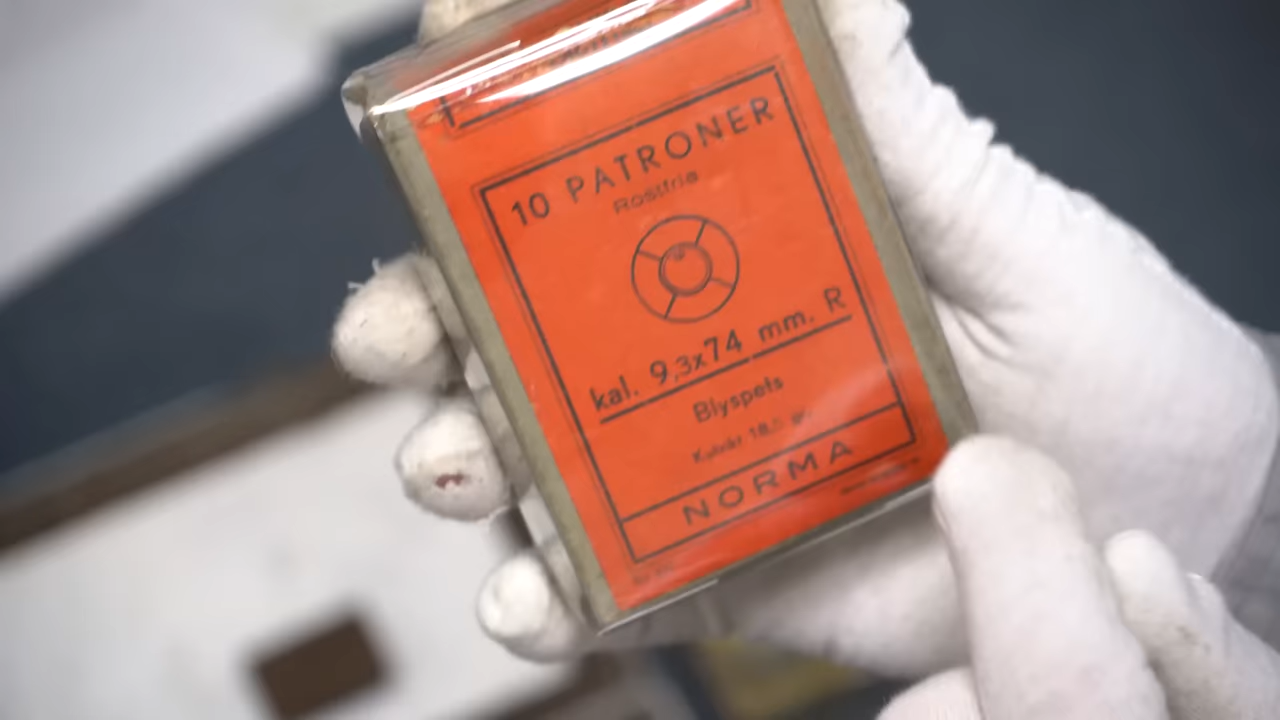 10 PATRONER
Rostfria
kal. 9,3x74 mm. R
Blyspets
NORMA